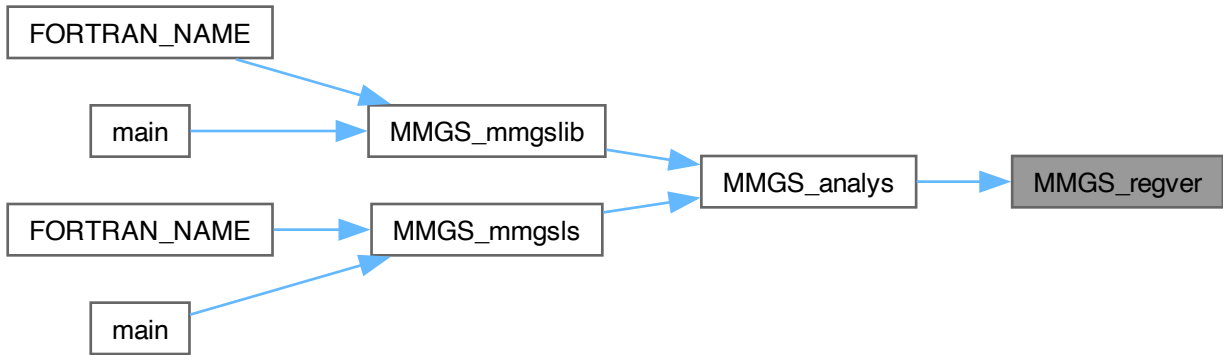 FORTRAN_NAME
main
MMGS_mmgslib
MMGS_analys
MMGS_regver
FORTRAN_NAME
MMGS_mmgsls
main